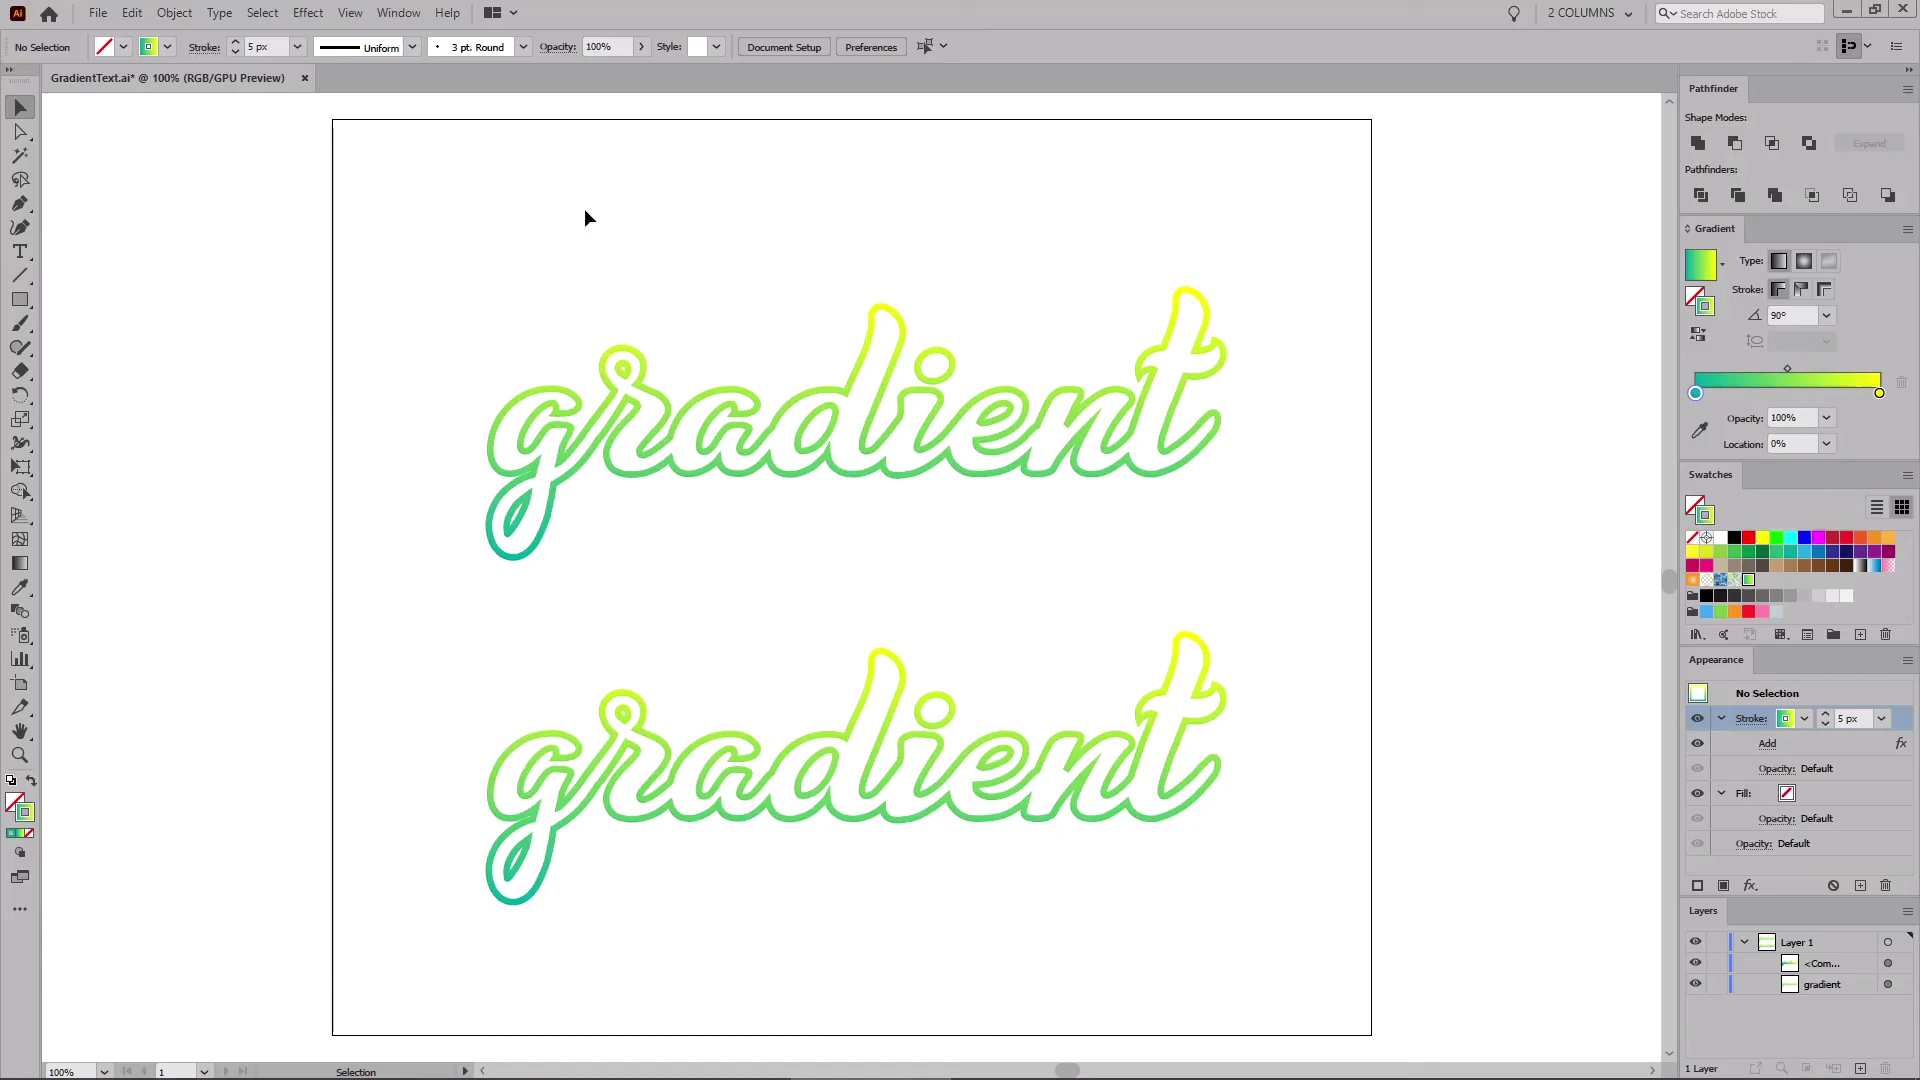 Ai File Edit Object Type Select Effect View Window Help 2 COLUMNS Search Adobe Stock
No Selection Stroke: 5 px Uniform 3 pt. Round Opacity: 100% Style: Document Setup Preferences
GradientText.ai* @ 100% (RGB/GPU Preview)
gradient
gradient
Pathfinder
Shape Modes:
Expand
Pathfinders:
Gradient
Type:
Stroke:
90°
Opacity: 100%
Location: 0%
Swatches
Appearance
No Selection
Stroke: 5 px
Add fx
Opacity: Default
Fill:
Opacity: Default
Opacity: Default
fx.
Layers
Layer 1
<Com...
gradient
1 Layer
100% 1 Selection